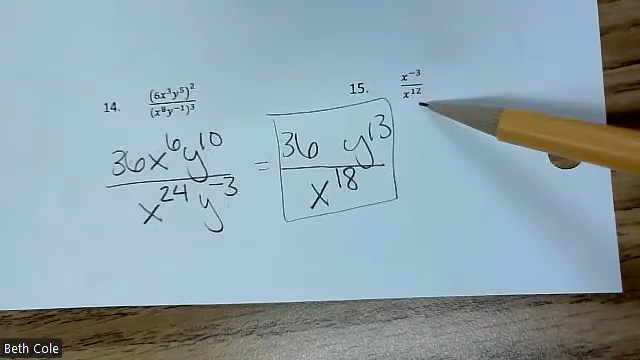 14. (6x³y⁵)² / (x⁸y⁻¹)³
36x⁶y¹⁰ / x²⁴y⁻³ = 36 y¹³ / x¹⁸
15. x⁻³ / x¹²
Beth Cole